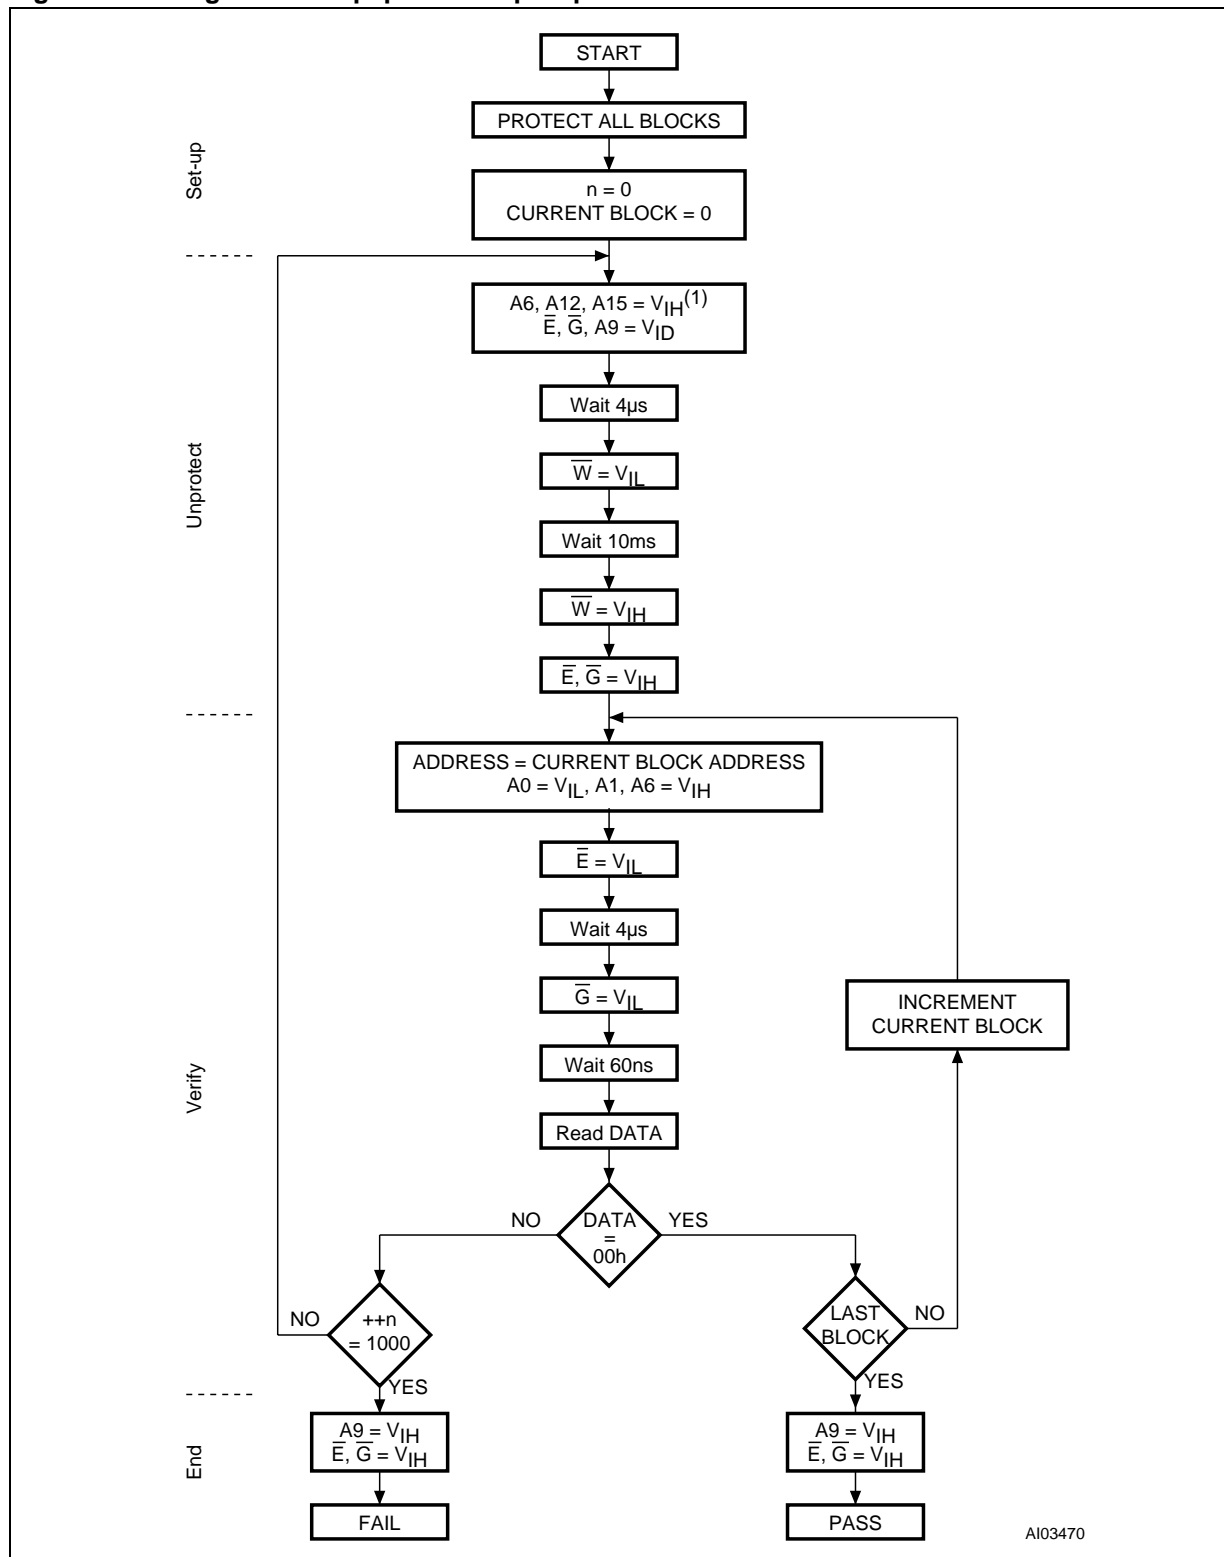 START
PROTECT ALL BLOCKS
Set-up
n = 0
CURRENT BLOCK = 0
A6, A12, A15 = VIH(1)
E̅, G̅, A9 = VID
Wait 4µs
Unprotect
W̅ = VIL
Wait 10ms
W̅ = VIH
E̅, G̅ = VIH
ADDRESS = CURRENT BLOCK ADDRESS
A0 = VIL, A1, A6 = VIH
E̅ = VIL
Wait 4µs
G̅ = VIL
INCREMENT
CURRENT BLOCK
Wait 60ns
Verify
Read DATA
NO
DATA
=
00h
YES
NO
++n
= 1000
YES
LAST
BLOCK
NO
YES
End
A9 = VIH
E̅, G̅ = VIH
A9 = VIH
E̅, G̅ = VIH
FAIL
PASS
AI03470